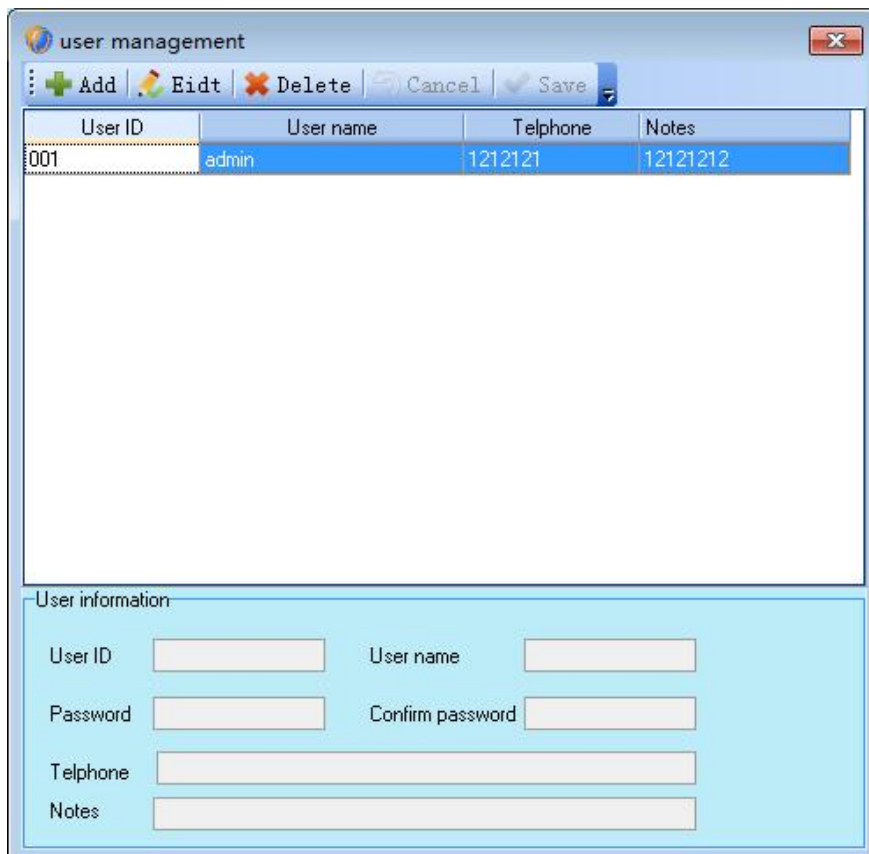 user management
Add Eidt Delete Cancel Save
User ID User name Telphone Notes
001 admin 1212121 12121212
User information
User ID User name
Password Confirm password
Telphone
Notes